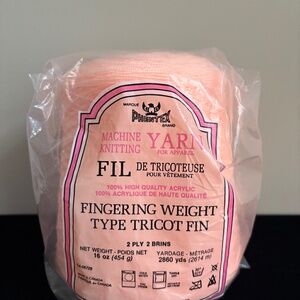 MARQUE
PHENTEX
BRAND
MACHINE KNITTING YARN
FOR APPAREL
FIL DE TRICOTEUSE
POUR VÊTEMENT
100% HIGH QUALITY ACRYLIC
100% ACRYLIQUE DE HAUTE QUALITÉ
FINGERING WEIGHT
TYPE TRICOT FIN
2 PLY 2 BRINS
NET WEIGHT - POIDS NET
16 oz (454 g)
YARDAGE - MÉTRAGE
2860 yds (2614 m)